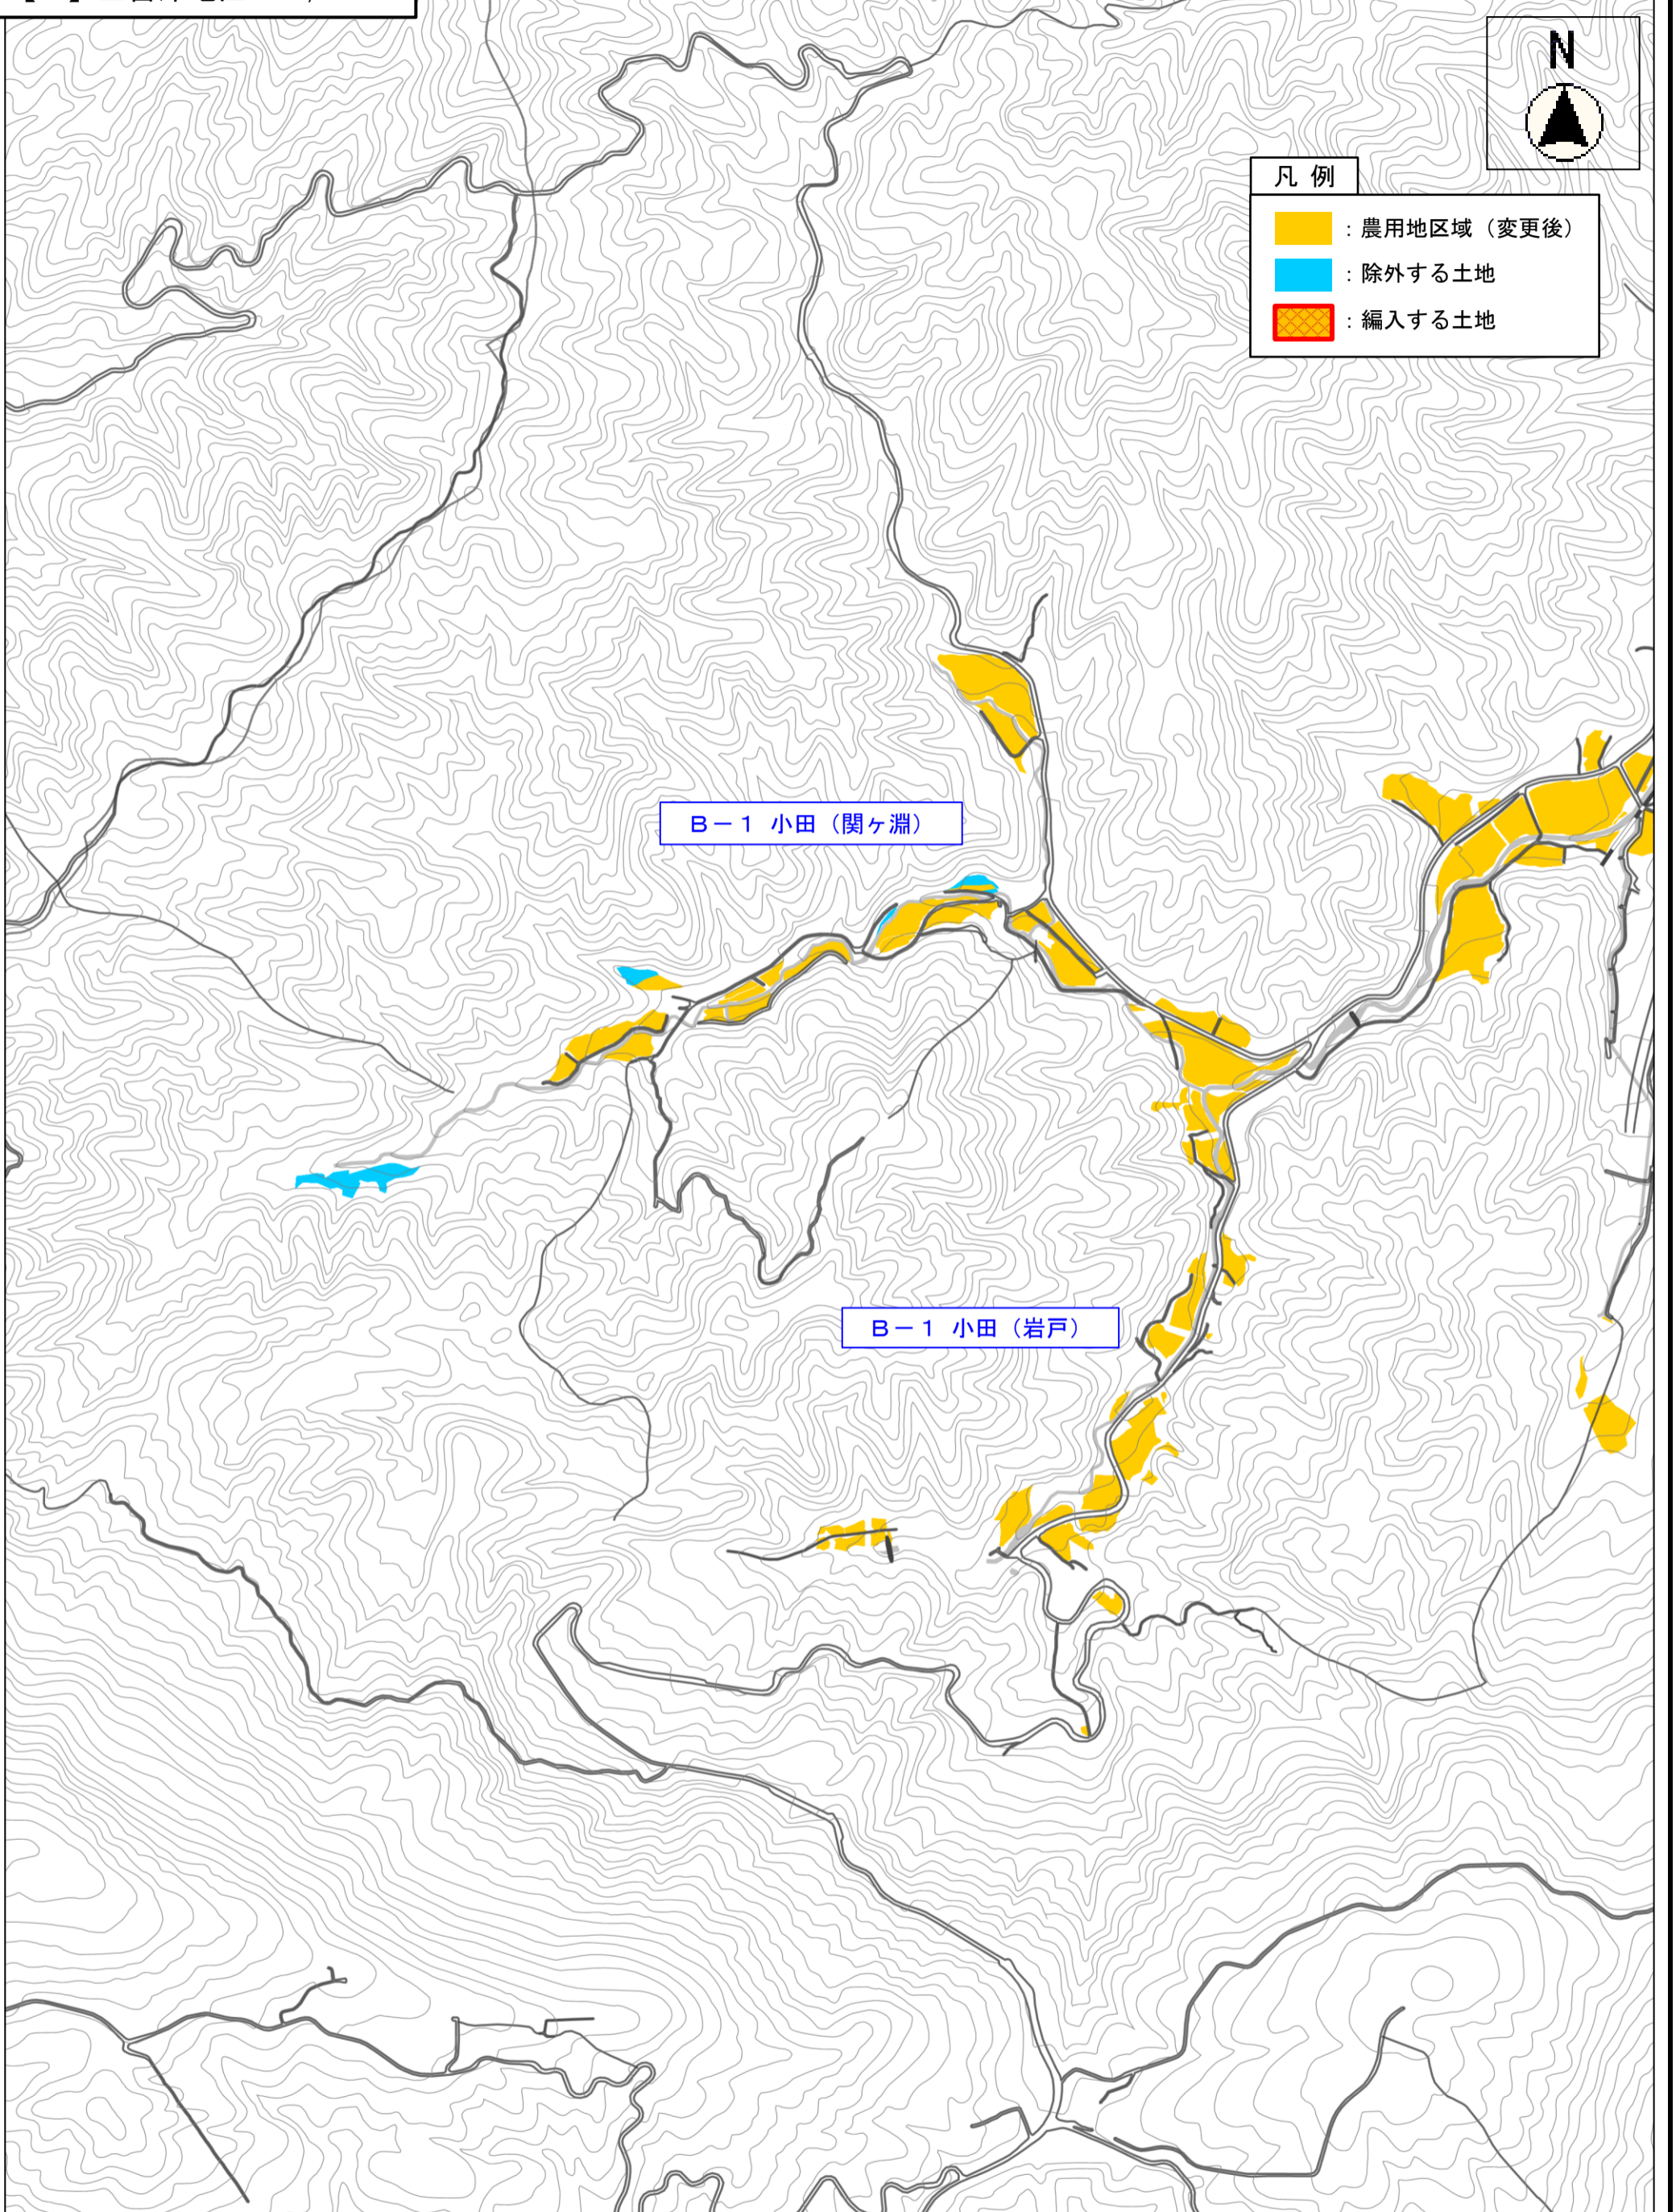 N
凡 例
：農用地区域（変更後）
：除外する土地
：編入する土地
Ｂ－１ 小田（関ヶ淵）
Ｂ－１ 小田（岩戸）